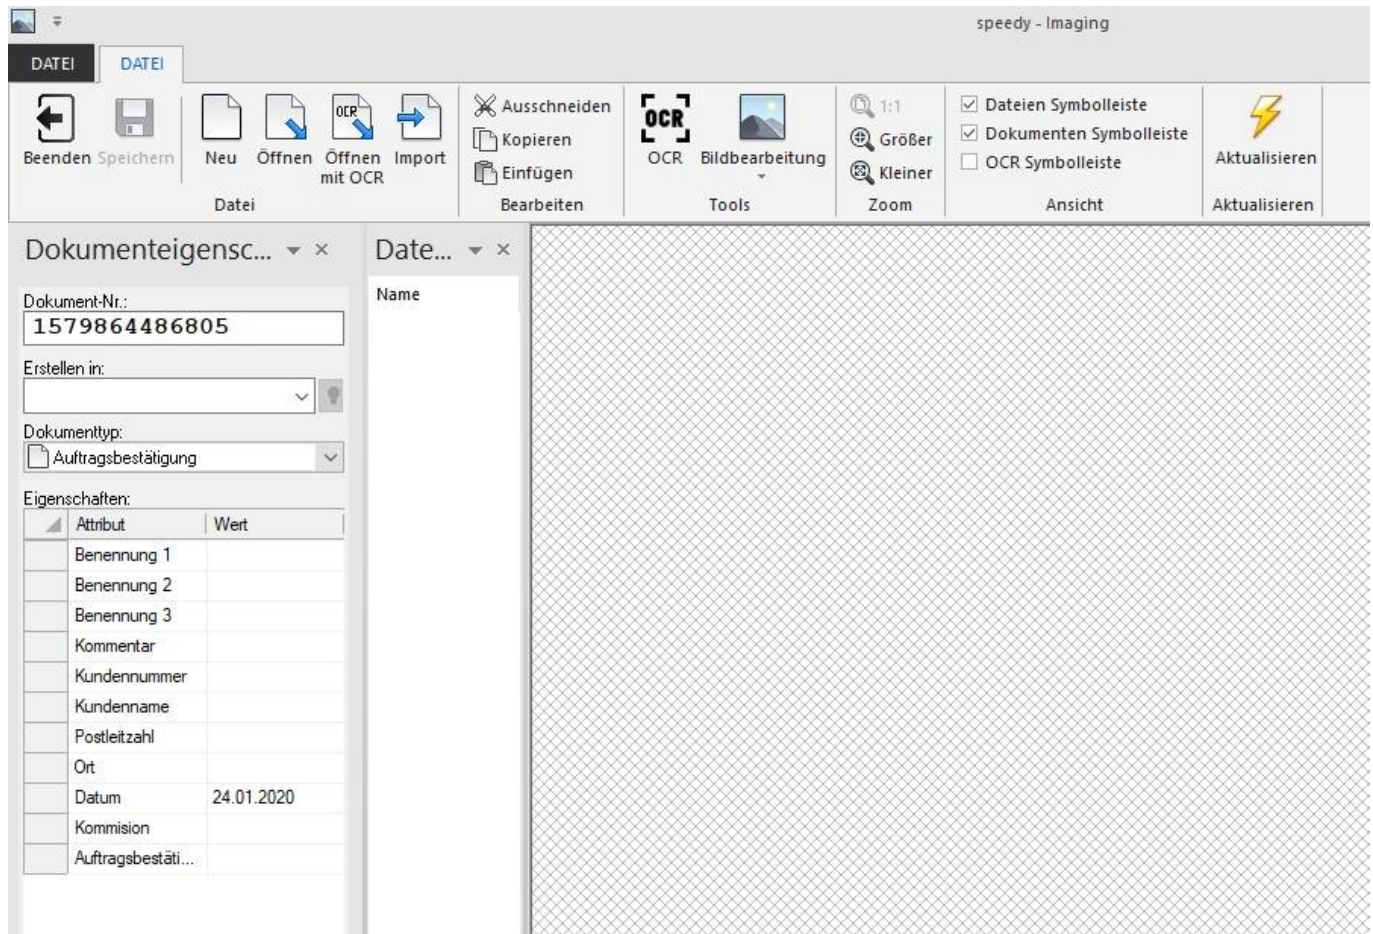 speedy - Imaging
DATEI DATEI
Beenden Speichern Neu Öffnen Öffnen mit OCR Import
Datei
Ausschneiden
Kopieren
Einfügen
Bearbeiten
OCR OCR Bildbearbeitung
Tools
1:1
Größer
Kleiner
Zoom
Dateien Symbolleiste
Dokumenten Symbolleiste
OCR Symbolleiste
Ansicht
Aktualisieren
Aktualisieren
Dokumenteigensc...
Dokument-Nr.:
1579864486805
Erstellen in:
Dokumenttyp:
Auftragsbestätigung
Eigenschaften:
Attribut Wert
Benennung 1
Benennung 2
Benennung 3
Kommentar
Kundennummer
Kundenname
Postleitzahl
Ort
Datum 24.01.2020
Kommision
Auftragsbestäti...
Date...
Name